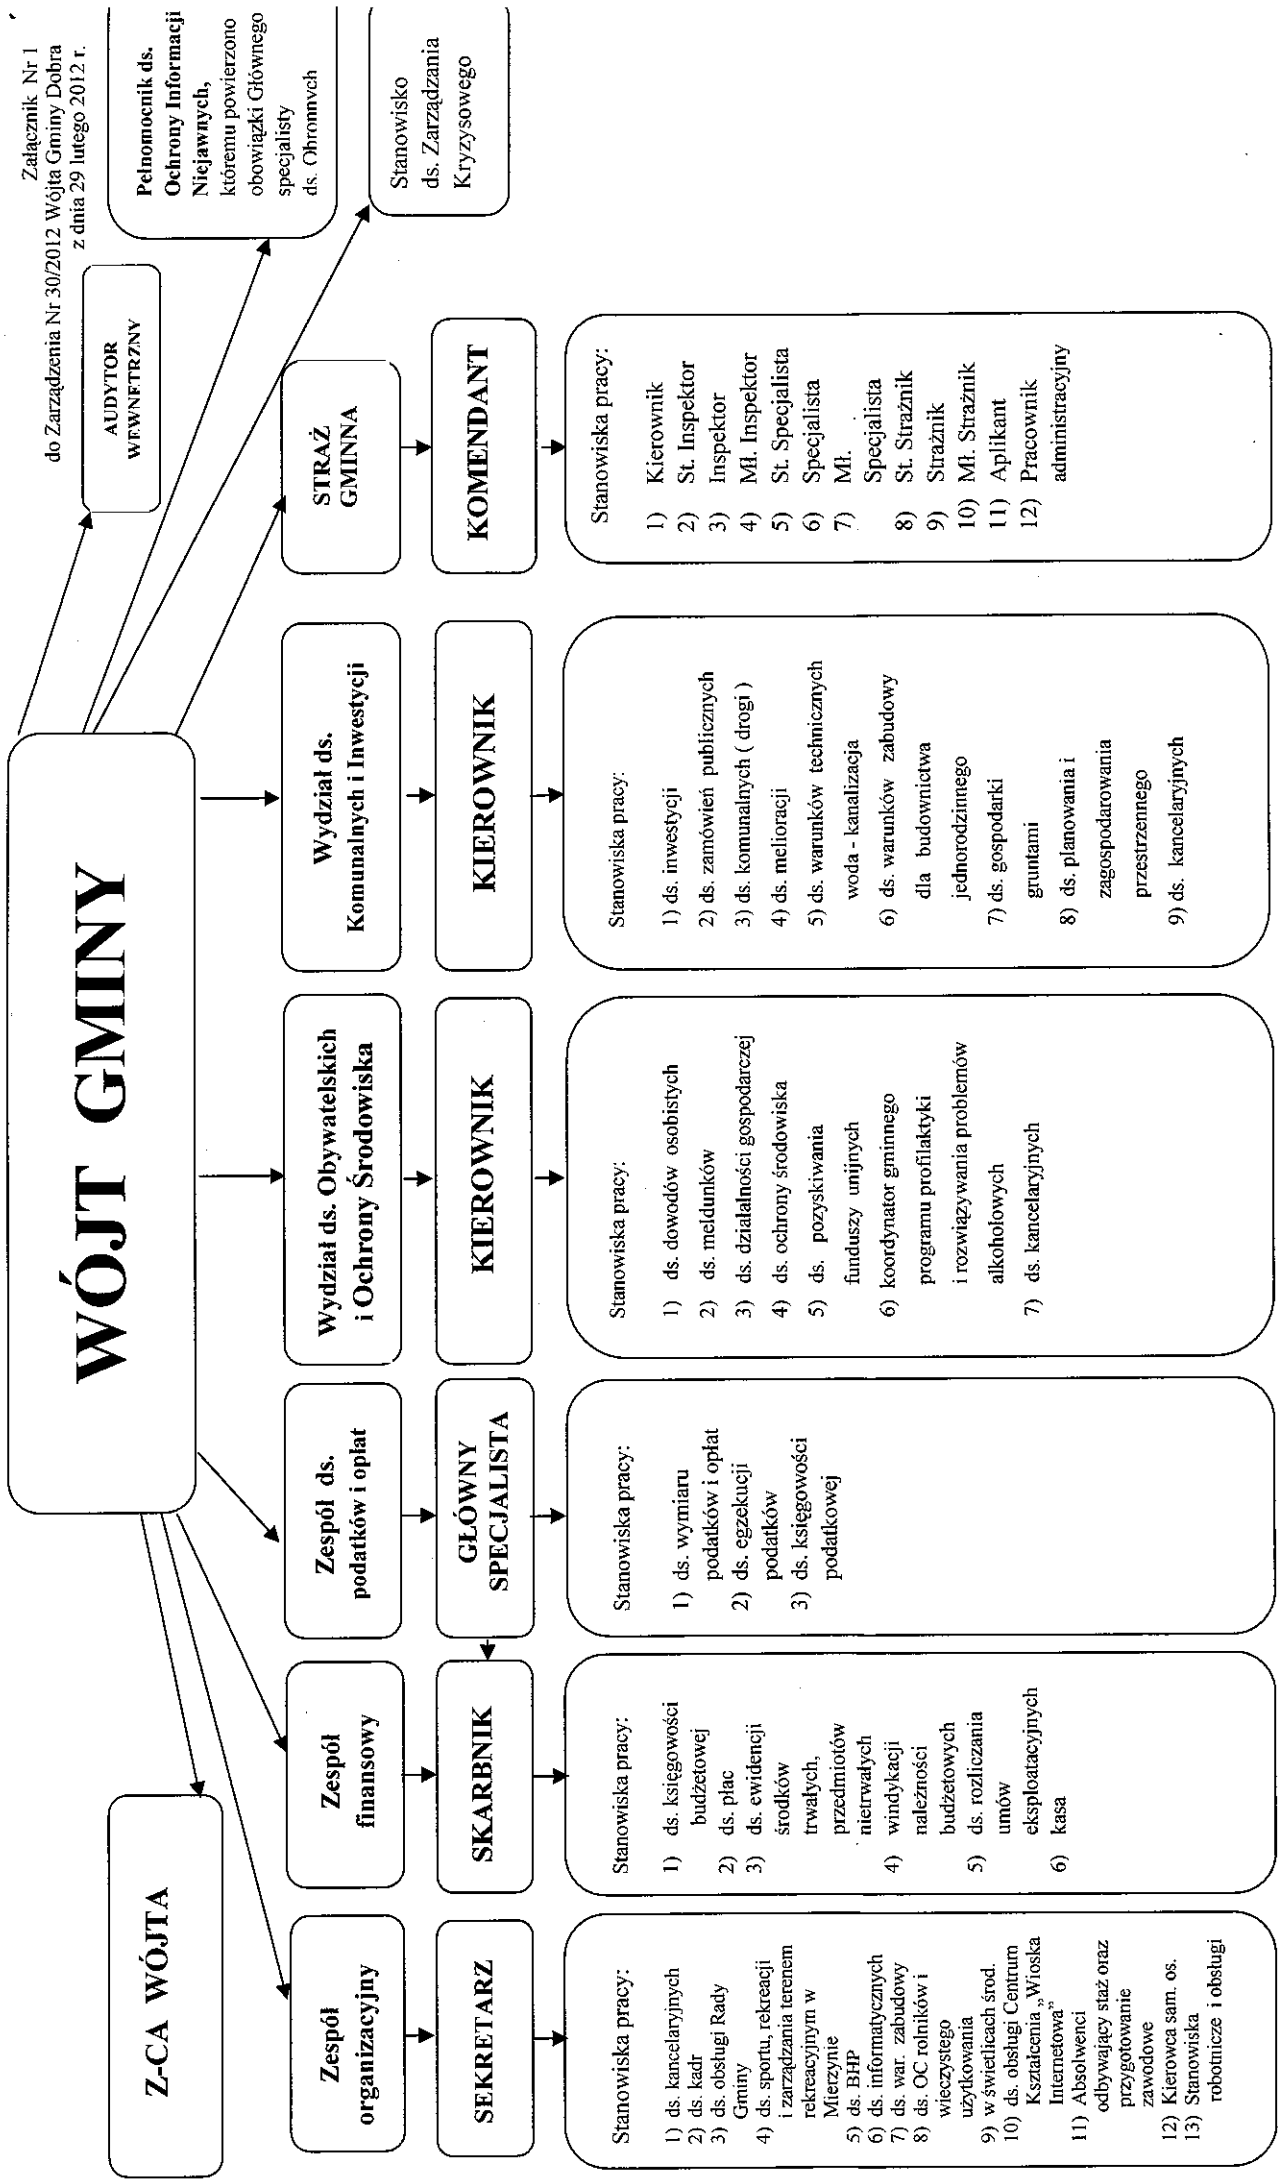 Załącznik Nr 1
do Zarządzenia Nr 30/2012 Wójta Gminy Dobra
z dnia 29 lutego 2012 r.
WÓJT GMINY
Z-CA WÓJTA
AUDYTOR
WEWNĘTRZNY
Pełnomocnik ds.
Ochrony Informacji
Niejawnych,
któremu powierzono
obowiązki Głównego
specjalisty
ds. Obronnych
Stanowisko
ds. Zarządzania
Kryzysowego
Zespół
organizacyjny
SEKRETARZ
Stanowiska pracy:
1) ds. kancelaryjnych
2) ds. kadr
3) ds. obsługi Rady
Gminy
4) ds. sportu, rekreacji
i zarządzania terenem
rekreacyjnym w
Mierzynie
5) ds. BHP
6) ds. informatycznych
7) ds. war. zabudowy
8) ds. OC rolników i
wieczystego
użytkowania
9) w świetlicach środ.
10) ds. obsługi Centrum
Kształcenia „Wioska
Internetowa”
11) Absolwenci
odbywający staż oraz
przygotowanie
zawodowe
12) Kierowca sam. os.
13) Stanowiska
robotnicze i obsługi
Zespół
finansowy
SKARBNIK
Stanowiska pracy:
1) ds. księgowości
budżetowej
2) ds. płac
3) ds. ewidencji
środków
trwałych,
przedmiotów
nietrwałych
4) windykacji
należności
budżetowych
5) ds. rozliczania
umów
eksploatacyjnych
6) kasa
Zespół ds.
podatków i opłat
GŁÓWNY
SPECJALISTA
Stanowiska pracy:
1) ds. wymiaru
podatków i opłat
2) ds. egzekucji
podatków
3) ds. księgowości
podatkowej
Wydział ds. Obywatelskich
i Ochrony Środowiska
KIEROWNIK
Stanowiska pracy:
1) ds. dowodów osobistych
2) ds. meldunków
3) ds. działalności gospodarczej
4) ds. ochrony środowiska
5) ds. pozyskiwania
funduszy unijnych
6) koordynator gminnego
programu profilaktyki
i rozwiązywania problemów
alkoholowych
7) ds. kancelaryjnych
Wydział ds.
Komunalnych i Inwestycji
KIEROWNIK
Stanowiska pracy:
1) ds. inwestycji
2) ds. zamówień publicznych
3) ds. komunalnych ( drogi )
4) ds. melioracji
5) ds. warunków technicznych
woda - kanalizacja
6) ds. warunków zabudowy
dla budownictwa
jednorodzinnego
7) ds. gospodarki
gruntami
8) ds. planowania i
zagospodarowania
przestrzennego
9) ds. kancelaryjnych
STRAŻ
GMINNA
KOMENDANT
Stanowiska pracy:
1) Kierownik
2) St. Inspektor
3) Inspektor
4) Mł. Inspektor
5) St. Specjalista
6) Specjalista
7) Mł.
Specjalista
8) St. Strażnik
9) Strażnik
10) Mł. Strażnik
11) Aplikant
12) Pracownik
administracyjny